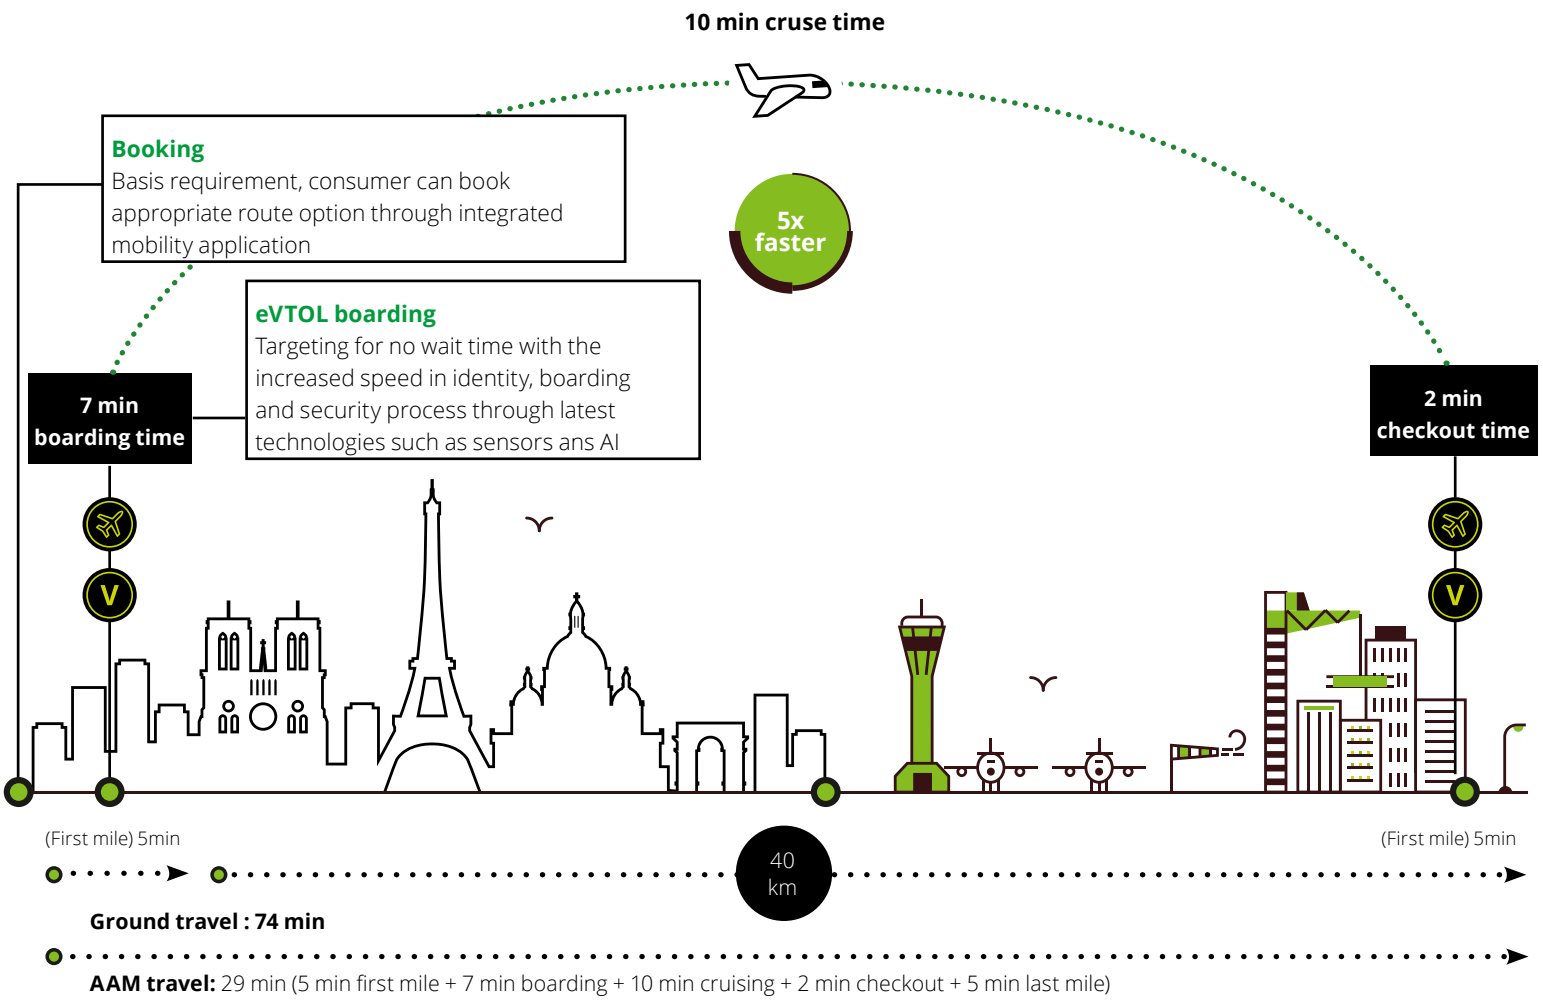 10 min cruse time
Booking
Basis requirement, consumer can book
appropriate route option through integrated
mobility application
5x
faster
eVTOL boarding
Targeting for no wait time with the
increased speed in identity, boarding
and security process through latest
technologies such as sensors ans AI
7 min
boarding time
2 min
checkout time
V
V
(First mile) 5min
(First mile) 5min
40
km
Ground travel : 74 min
AAM travel: 29 min (5 min first mile + 7 min boarding + 10 min cruising + 2 min checkout + 5 min last mile)